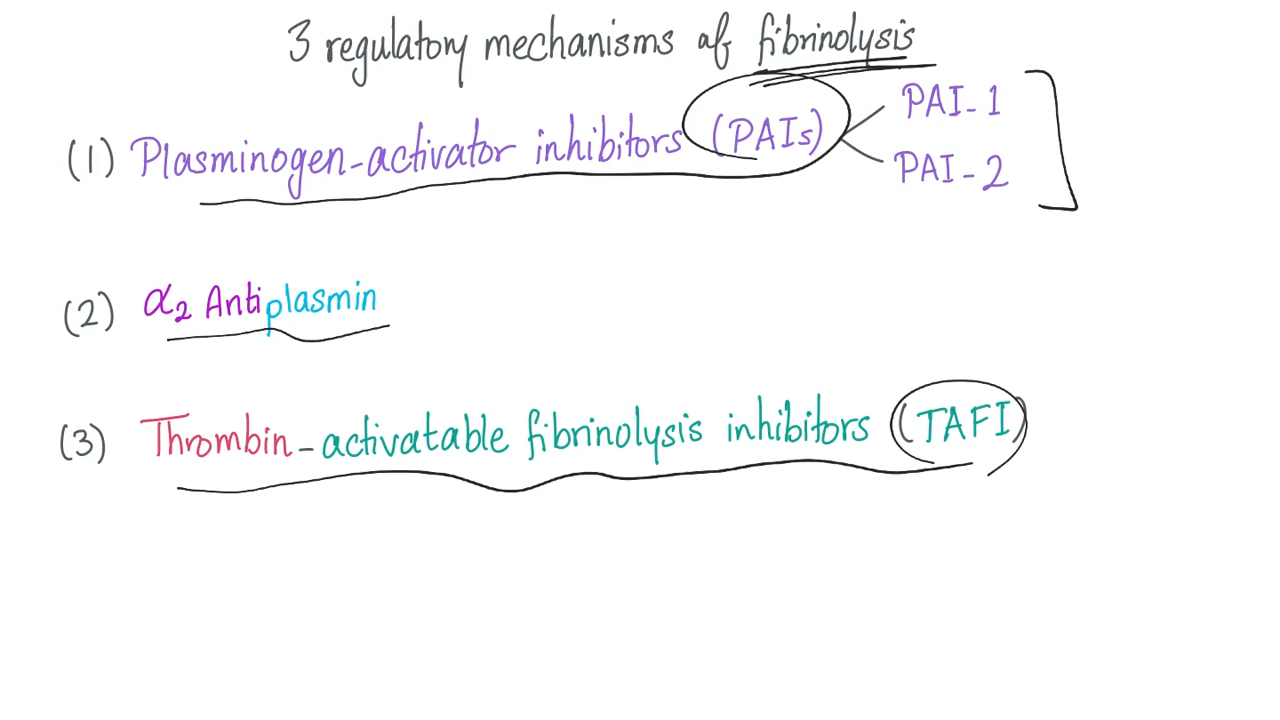 3 regulatory mechanisms of fibrinolysis
(1) Plasminogen-activator inhibitors (PAIs)
PAI-1
PAI-2
(2) α2 Antiplasmin
(3) Thrombin-activatable fibrinolysis inhibitors (TAFI)